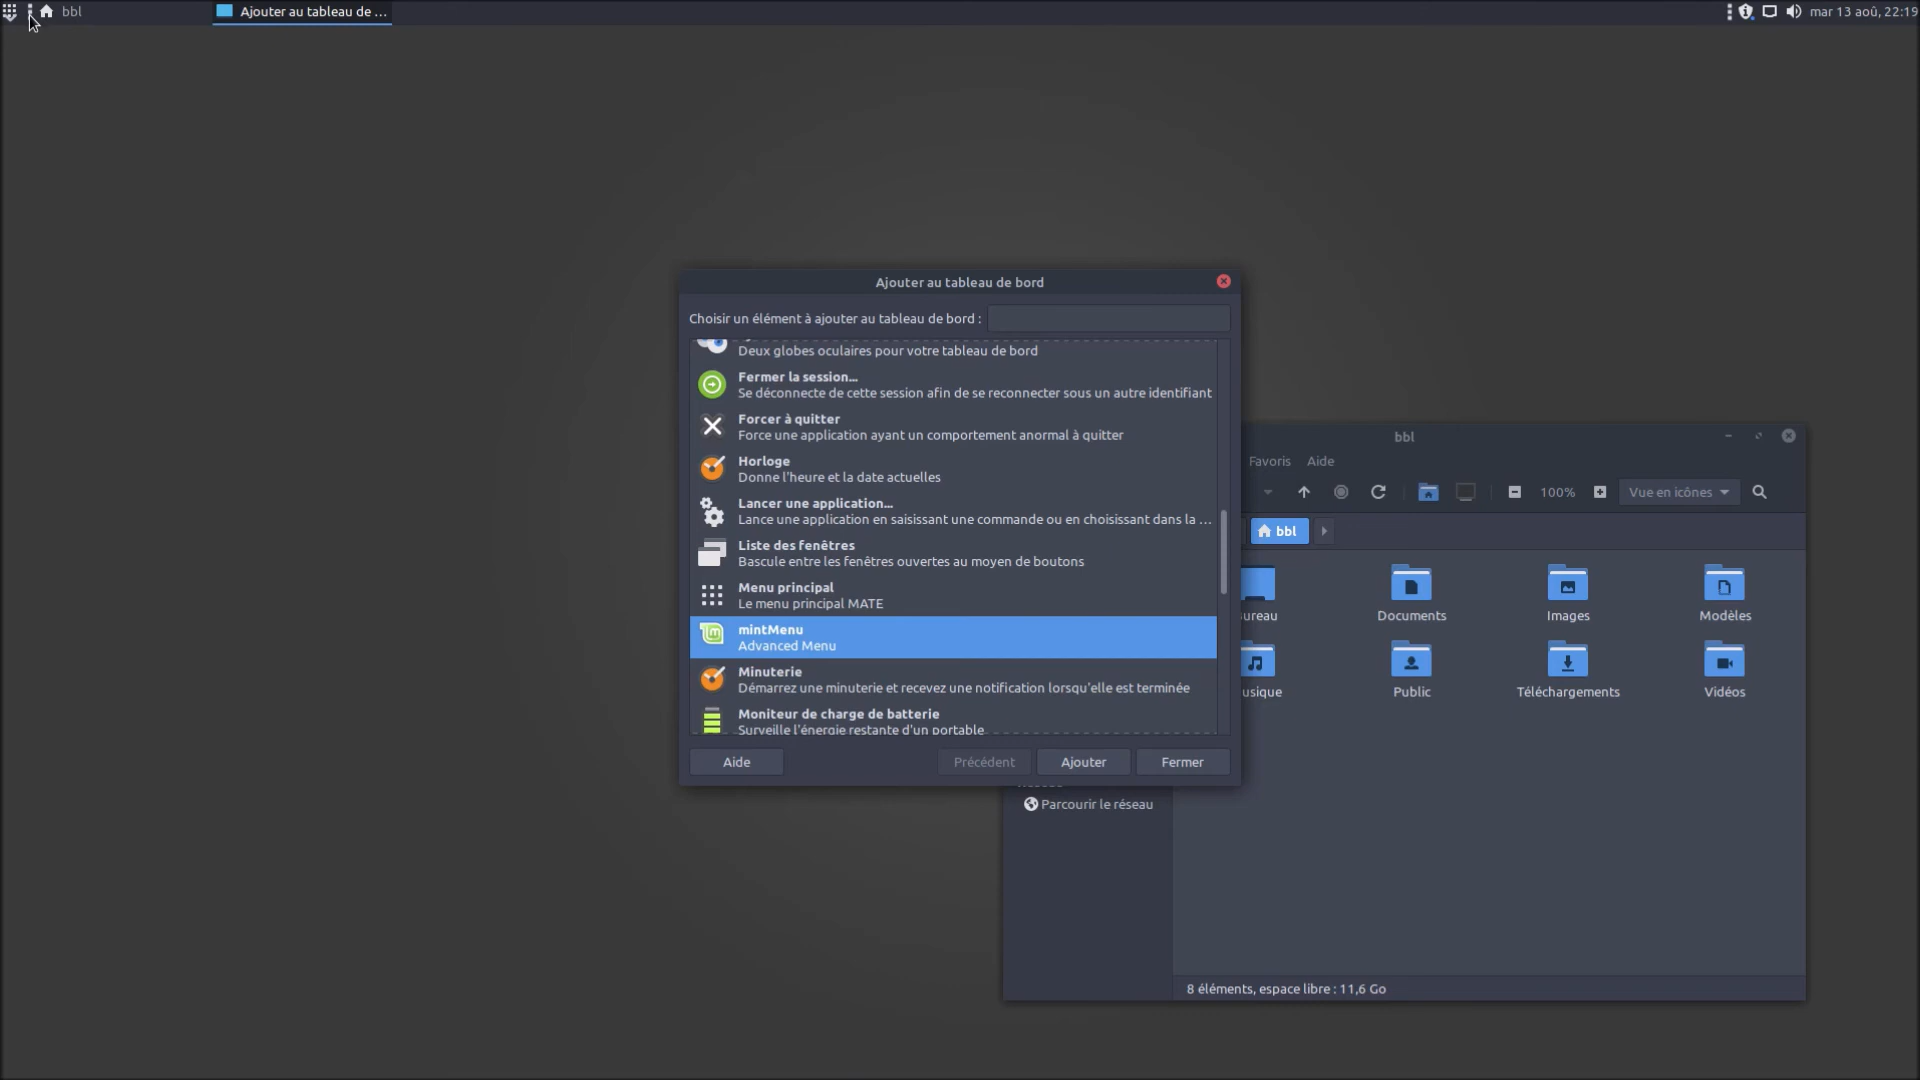 bbl
Ajouter au tableau de ...
mar 13 aoû, 22:19
Ajouter au tableau de bord
Choisir un élément à ajouter au tableau de bord :
Deux globes oculaires pour votre tableau de bord
Fermer la session...
Se déconnecte de cette session afin de se reconnecter sous un autre identifiant
Forcer à quitter
Force une application ayant un comportement anormal à quitter
Horloge
Donne l'heure et la date actuelles
Lancer une application...
Lance une application en saisissant une commande ou en choisissant dans la ...
Liste des fenêtres
Bascule entre les fenêtres ouvertes au moyen de boutons
Menu principal
Le menu principal MATE
mintMenu
Advanced Menu
Minuterie
Démarrez une minuterie et recevez une notification lorsqu'elle est terminée
Moniteur de charge de batterie
Surveille l'énergie restante d'un portable
Aide
Précédent
Ajouter
Fermer
bbl
Favoris
Aide
100%
Vue en icônes
bbl
ureau
Documents
Images
Modèles
usique
Public
Téléchargements
Vidéos
Parcourir le réseau
8 éléments, espace libre : 11,6 Go